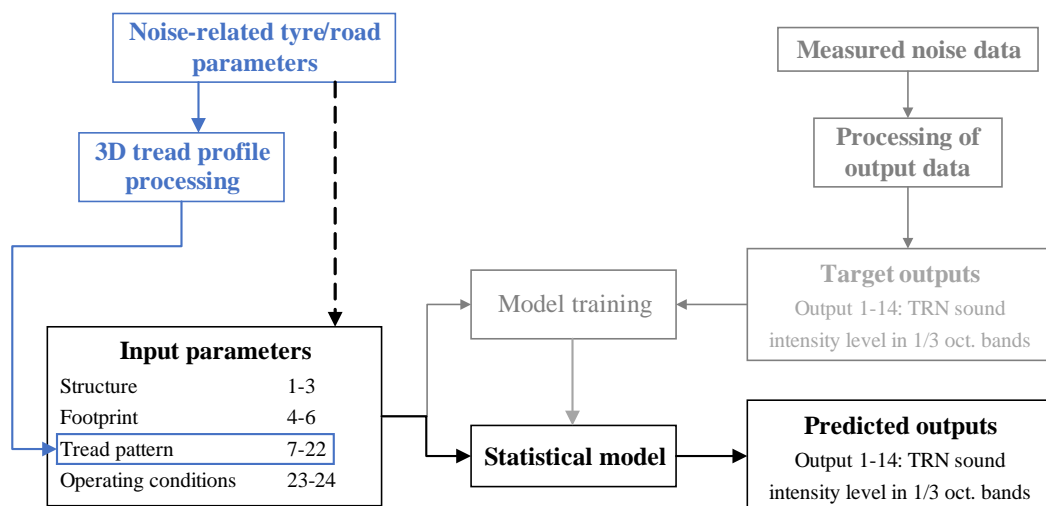 Noise-related tyre/road
parameters
3D tread profile
processing
Measured noise data
Processing of
output data
Target outputs
Output 1-14: TRN sound
intensity level in 1/3 oct. bands
Model training
Input parameters
Structure 1-3
Footprint 4-6
Tread pattern 7-22
Operating conditions 23-24
Statistical model
Predicted outputs
Output 1-14: TRN sound
intensity level in 1/3 oct. bands